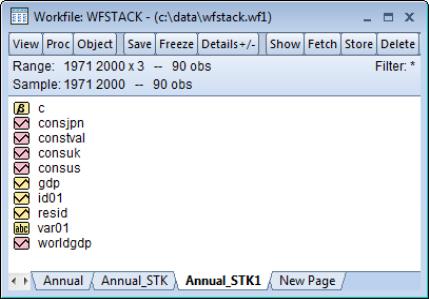 Workfile: WFSTACK - (c:\data\wfstack.wf1)
View Proc Object Save Freeze Details+/- Show Fetch Store Delete
Range: 1971 2000 x 3 -- 90 obs Filter: *
Sample: 1971 2000 -- 90 obs
β c
consjpn
constval
consuk
consus
gdp
id01
resid
abc var01
worldgdp
Annual Annual_STK Annual_STK1 New Page